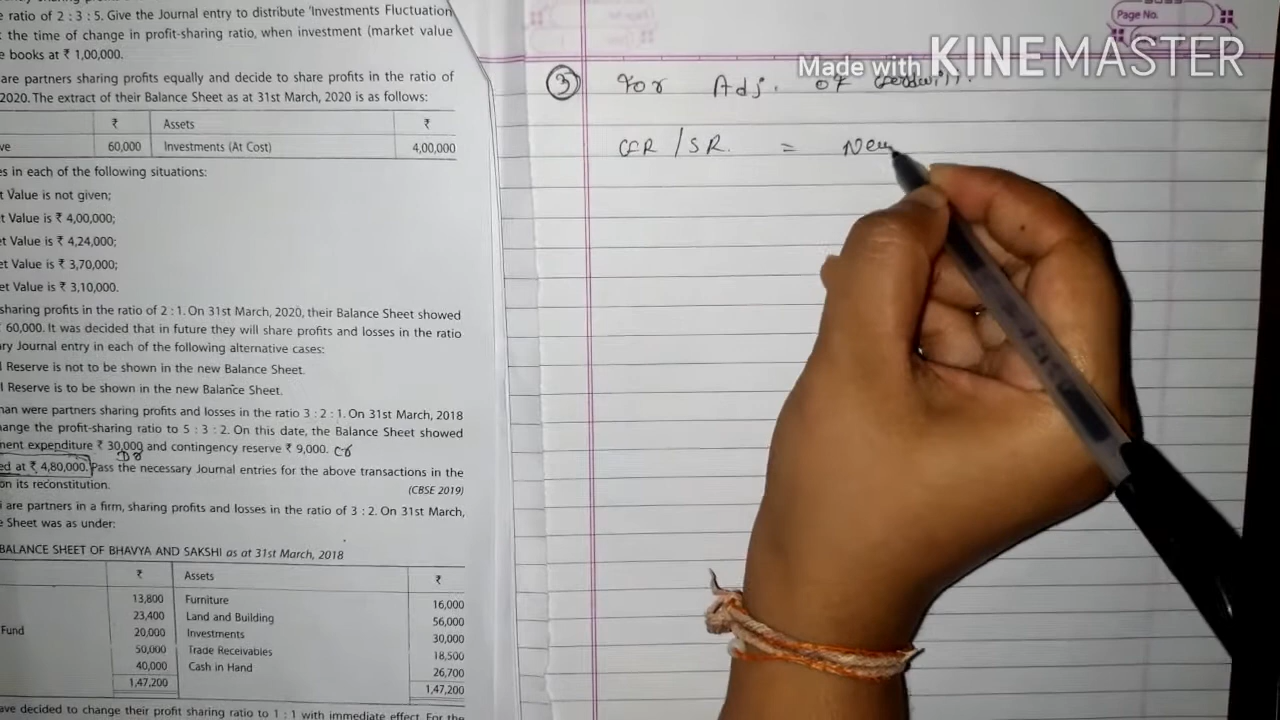 e ratio of 2 : 3 : 5. Give the Journal entry to distribute 'Investments Fluctuation
the time of change in profit-sharing ratio, when investment (market value
e books at ₹ 1,00,000.
are partners sharing profits equally and decide to share profits in the ratio of
2020. The extract of their Balance Sheet as at 31st March, 2020 is as follows:
₹ Assets ₹
ve 60,000 Investments (At Cost) 4,00,000
es in each of the following situations:
t Value is not given;
t Value is ₹ 4,00,000;
et Value is ₹ 4,24,000;
et Value is ₹ 3,70,000;
et Value is ₹ 3,10,000.
sharing profits in the ratio of 2 : 1. On 31st March, 2020, their Balance Sheet showed
₹ 60,000. It was decided that in future they will share profits and losses in the ratio
ry Journal entry in each of the following alternative cases:
l Reserve is not to be shown in the new Balance Sheet.
l Reserve is to be shown in the new Balance Sheet.
nan were partners sharing profits and losses in the ratio 3 : 2 : 1. On 31st March, 2018
ange the profit-sharing ratio to 5 : 3 : 2. On this date, the Balance Sheet showed
ment expenditure ₹ 30,000 and contingency reserve ₹ 9,000. Cr
Dr
ed at ₹ 4,80,000. Pass the necessary Journal entries for the above transactions in the
on its reconstitution. (CBSE 2019)
i are partners in a firm, sharing profits and losses in the ratio of 3 : 2. On 31st March,
e Sheet was as under:
BALANCE SHEET OF BHAVYA AND SAKSHI as at 31st March, 2018
₹ Assets ₹
13,800 Furniture 16,000
23,400 Land and Building 56,000
Fund 20,000 Investments 30,000
50,000 Trade Receivables 18,500
40,000 Cash in Hand 26,700
1,47,200 1,47,200
ave decided to change their profit sharing ratio to 1 : 1 with immediate effect. For the
Page No.
Made with KINEMASTER
③ For Adj. of Goodwill.
GR / SR. = New